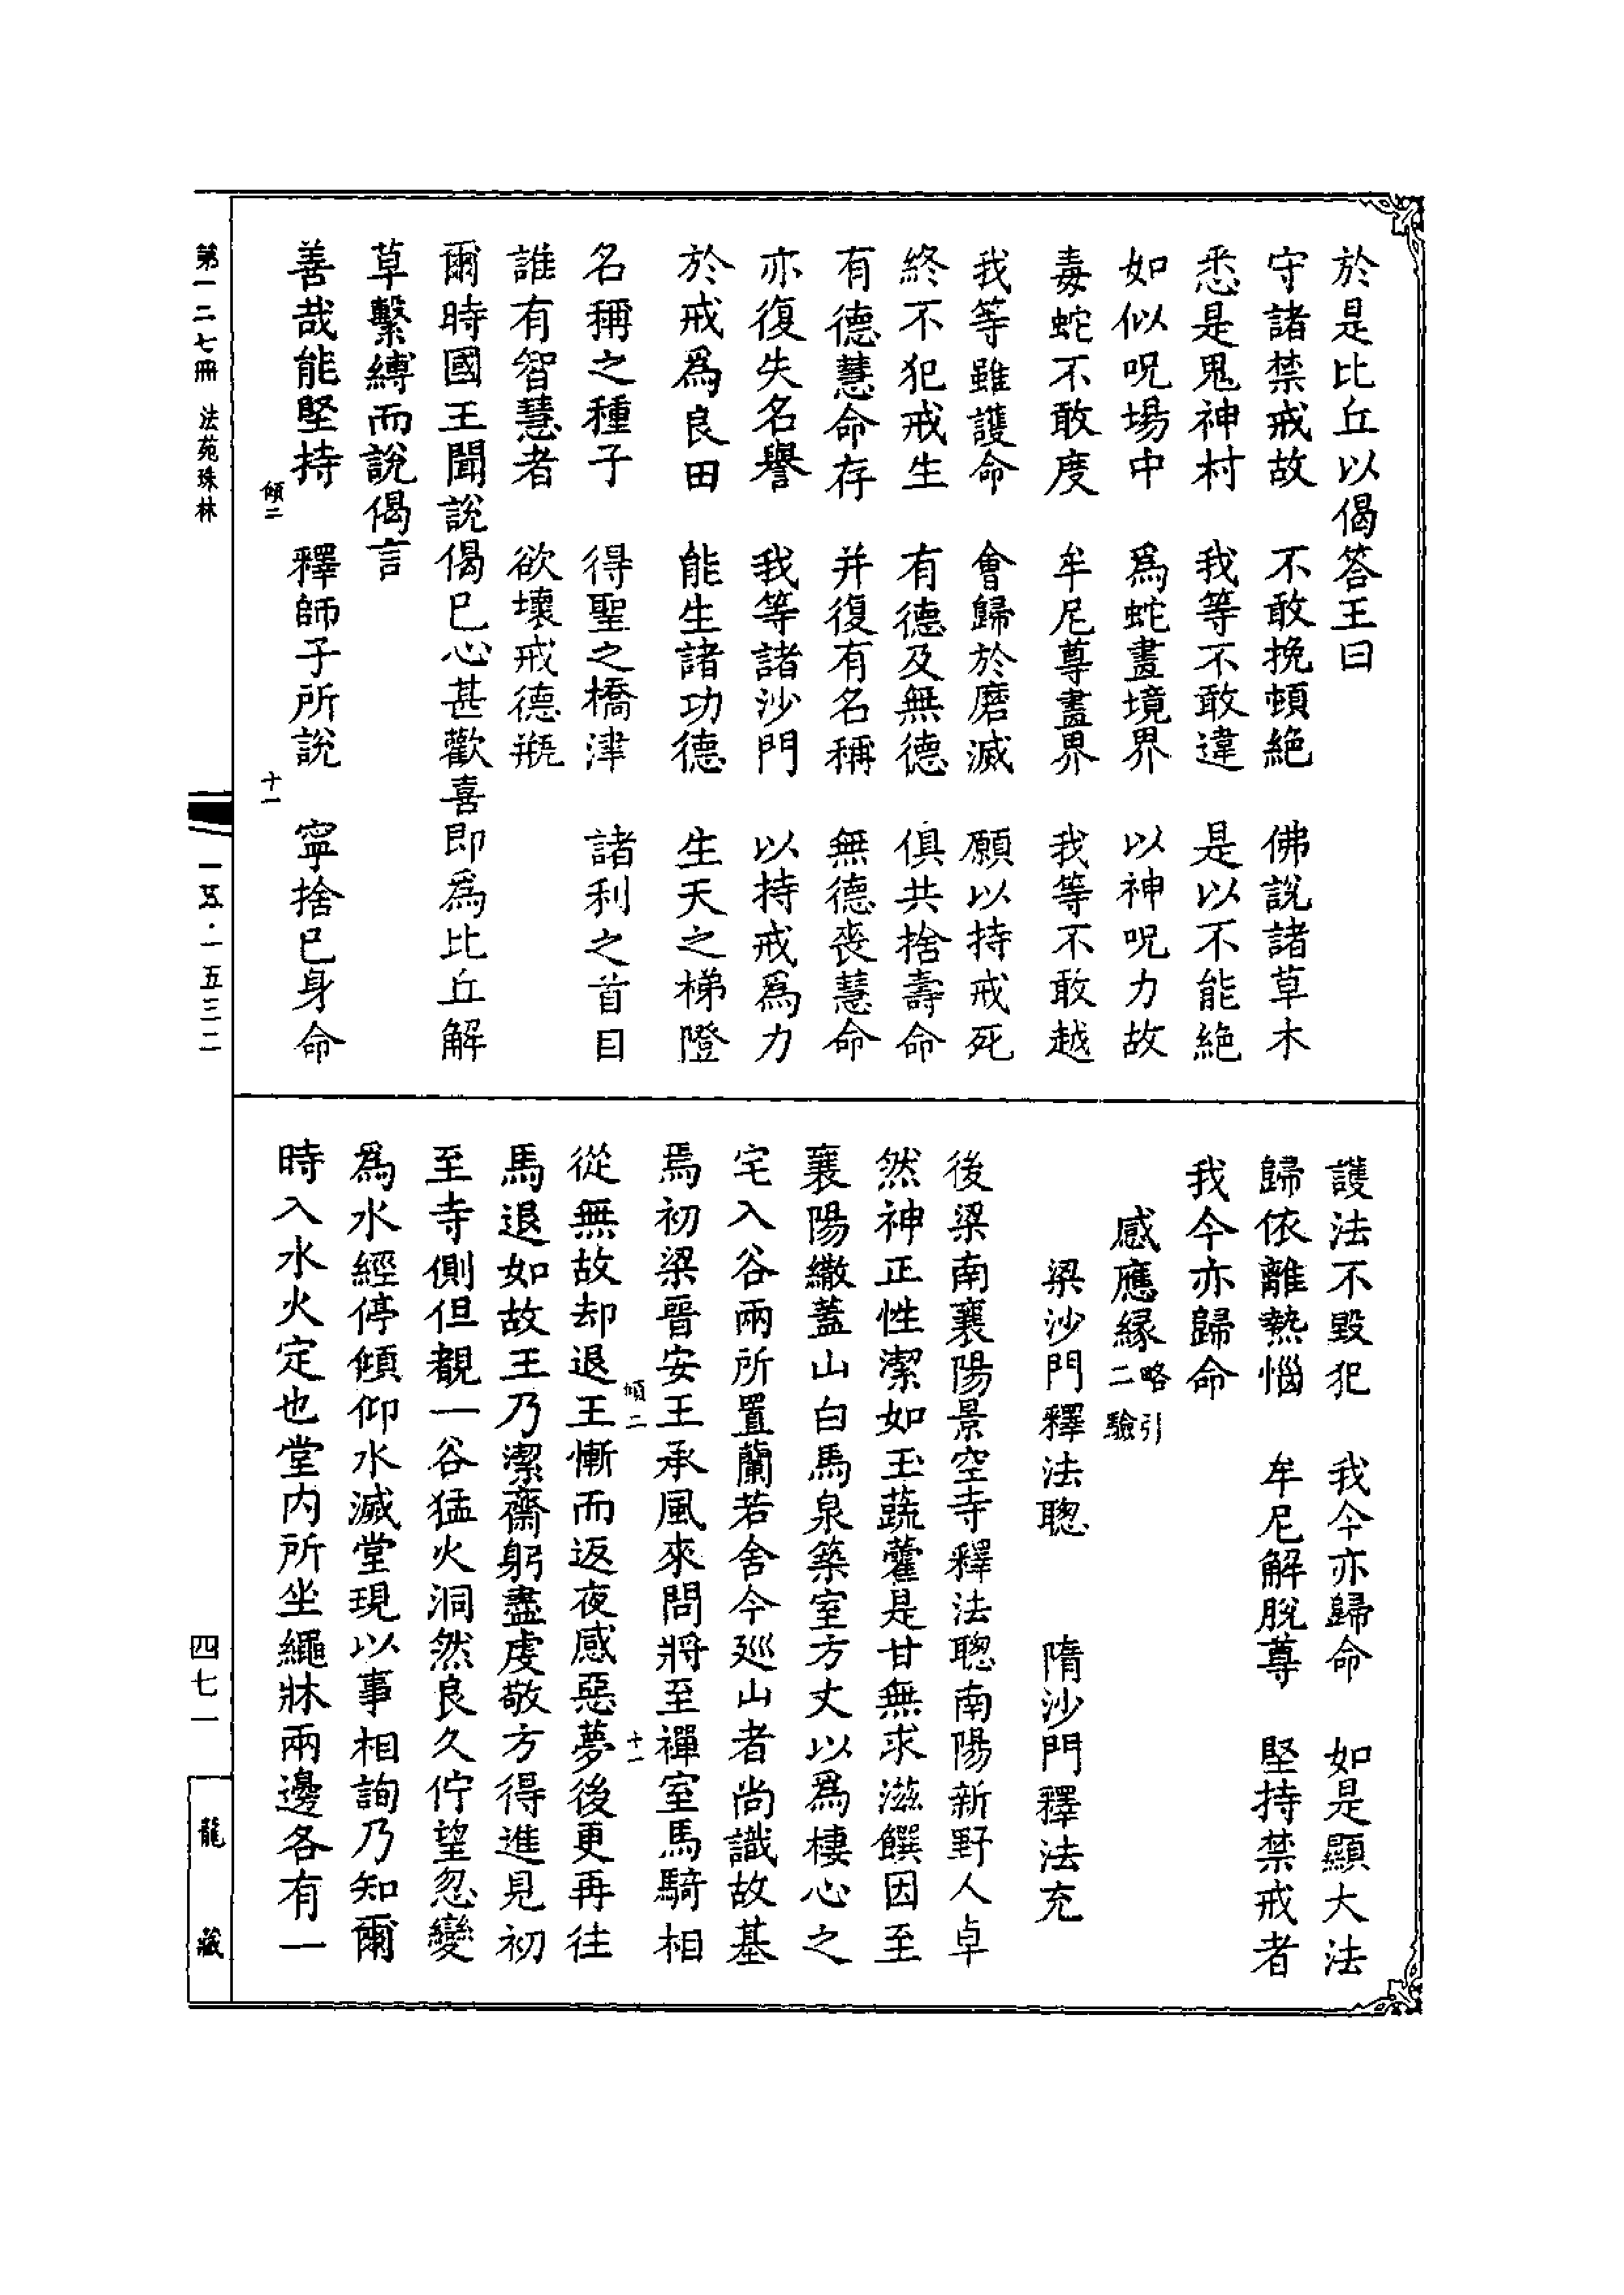 於是比丘以偈答王曰
守諸禁戒故　不敢挽頓絶　佛說諸草木
悉是鬼神村　我等不敢違　是以不能絶
如似呪場中　爲蛇畫境界　以神呪力故
毒蛇不敢度　牟尼尊畫界　我等不敢越
我等雖護命　會歸於磨滅　願以持戒死
終不犯戒生　有德及無德　俱共捨壽命
有德慧命存　并復有名稱　無德喪慧命
亦復失名譽　我等諸沙門　以持戒爲力
於戒爲良田　能生諸功德　生天之梯隥
名稱之種子　得聖之橋津　諸利之首目
誰有智慧者　欲壞戒德瓶
爾時國王聞說偈已心甚歡喜即爲比丘解
草繫縛而說偈言
善哉能堅持　釋師子所說　寧捨已身命
傾二　十一
護法不毀犯　我今亦歸命　如是顯大法
歸依離熱惱　牟尼解脫尊　堅持禁戒者
我今亦歸命
感應緣略引二驗
梁沙門釋法聰　隋沙門釋法充
後梁南襄陽景空寺釋法聰南陽新野人卓
然神正性潔如玉蔬藿是甘無求滋饌因至
襄陽繖蓋山白馬泉築室方丈以爲棲心之
宅入谷兩所置蘭若舍今巡山者尚識故基
焉初梁晉安王承風來問將至禪室馬騎相
傾二　十一
從無故却退王慚而返夜感惡夢後更再往
馬退如故王乃潔齋躬盡虔敬方得進見初
至寺側但覩一谷猛火洞然良久佇望忽變
爲水經停傾仰水滅堂現以事相詢乃知爾
時入水火定也堂內所坐繩牀兩邊各有一
第一二七冊　法苑珠林
一五·一五三二
四七一
龍藏